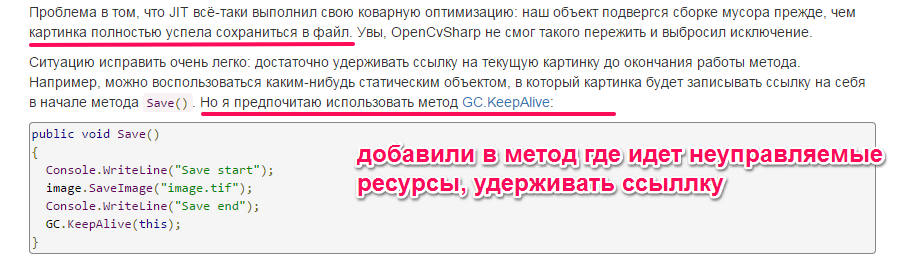 Проблема в том, что JIT всё-таки выполнил свою коварную оптимизацию: наш объект подвергся сборке мусора прежде, чем
картинка полностью успела сохраниться в файл. Увы, OpenCvSharp не смог такого пережить и выбросил исключение.
Ситуацию исправить очень легко: достаточно удерживать ссылку на текущую картинку до окончания работы метода.
Например, можно воспользоваться каким-нибудь статическим объектом, в который картинка будет записывать ссылку на себя
в начале метода Save(). Но я предпочитаю использовать метод GC.KeepAlive:
public void Save()
{
Console.WriteLine("Save start");
image.SaveImage("image.tif");
Console.WriteLine("Save end");
GC.KeepAlive(this);
}
добавили в метод где идет неуправляемые
ресурсы, удерживать ссыллку